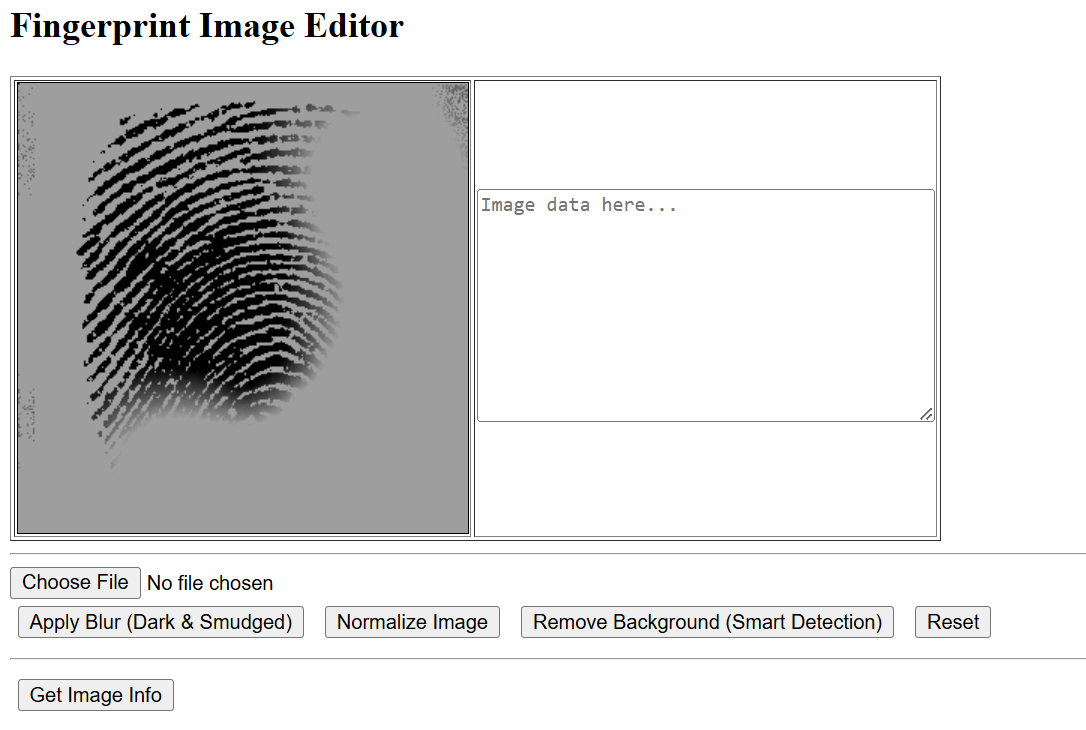 Fingerprint Image Editor
Image data here...
Choose File No file chosen
Apply Blur (Dark & Smudged) Normalize Image Remove Background (Smart Detection) Reset
Get Image Info